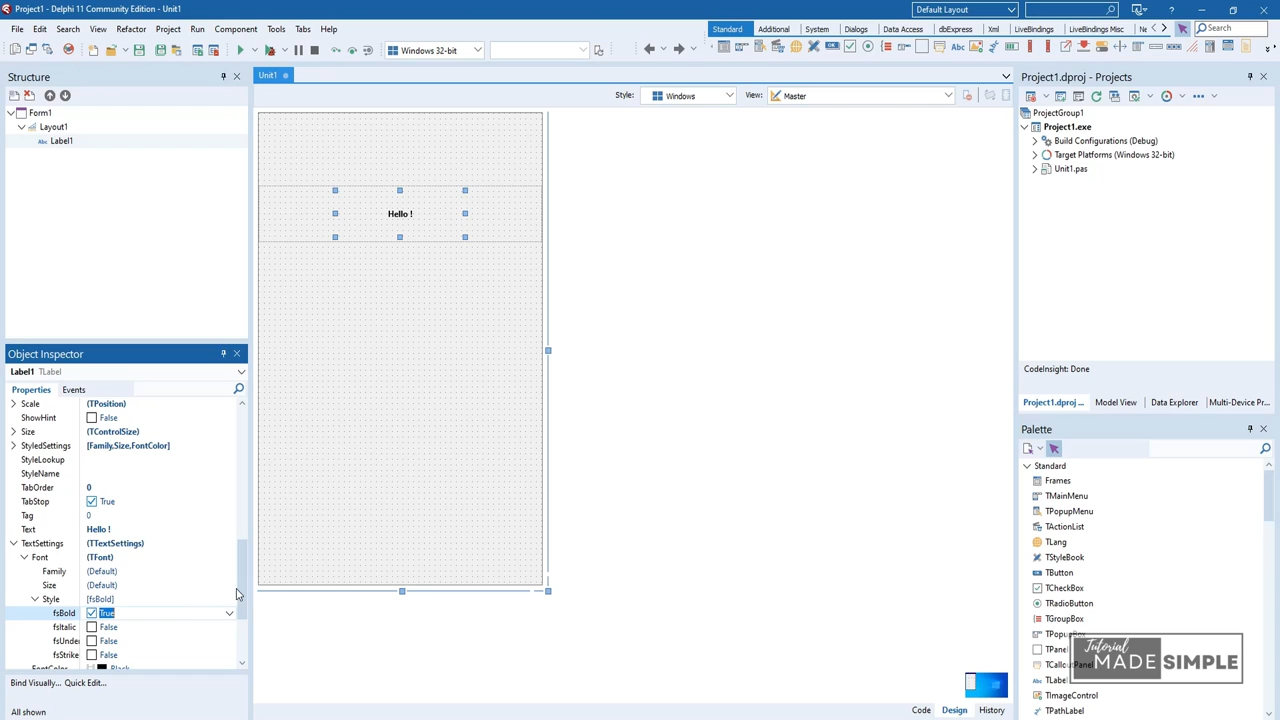 Project1 - Delphi 11 Community Edition - Unit1
Default Layout
File Edit Search View Refactor Project Run Component Tools Tabs Help
Standard Additional System Dialogs Data Access dbExpress Xml LiveBindings LiveBindings Misc Search
Windows 32-bit
Structure
Unit1
Project1.dproj - Projects
Style: Windows View: Master
Form1
Layout1
Label1
ProjectGroup1
Project1.exe
Build Configurations (Debug)
Target Platforms (Windows 32-bit)
Unit1.pas
Hello !
Object Inspector
Label1 TLabel
Properties Events
Scale (TPosition)
ShowHint False
Size (TControlSize)
StyledSettings [Family,Size,FontColor]
StyleLookup
StyleName
TabOrder 0
TabStop True
Tag 0
Text Hello !
TextSettings (TTextSettings)
Font (TFont)
Family (Default)
Size (Default)
Style [fsBold]
fsBold True
fsItalic False
fsUnder False
fsStrike False
FontColor Black
Bind Visually... Quick Edit...
All shown
CodeInsight: Done
Project1.dproj ... Model View Data Explorer Multi-Device Pr...
Palette
Standard
Frames
TMainMenu
TPopupMenu
TActionList
TLang
TStyleBook
TButton
TCheckBox
TRadioButton
TGroupBox
TPopupBox
TPanel
TCalloutPanel
TLabel
TImageControl
TPathLabel
Tutorial
MADE SIMPLE
Code Design History